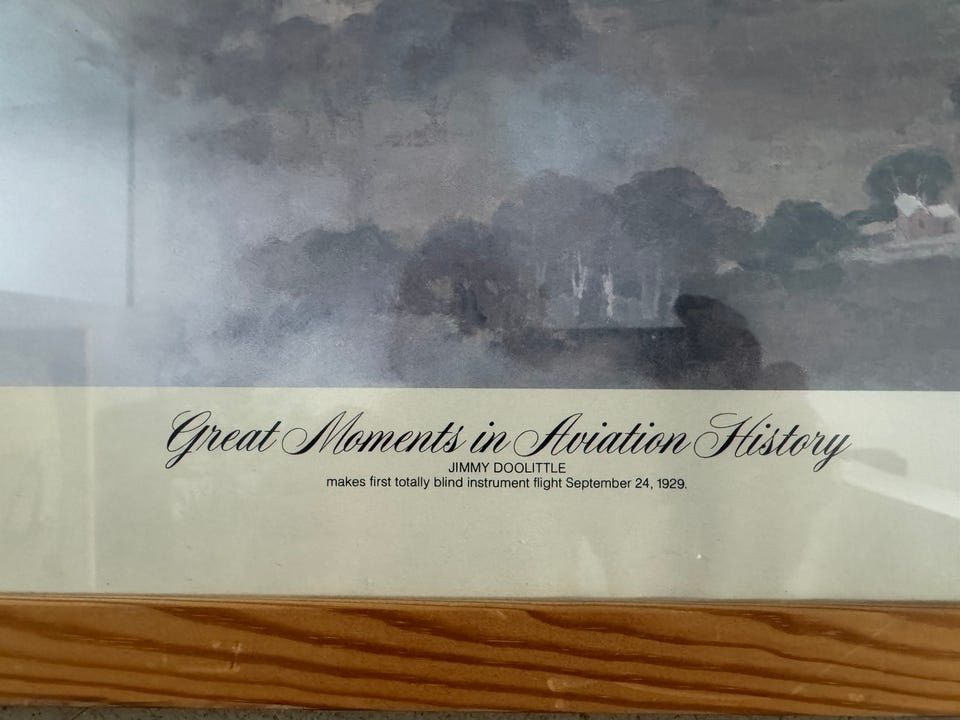 Great Moments in Aviation History
JIMMY DOOLITTLE
makes first totally blind instrument flight September 24, 1929.